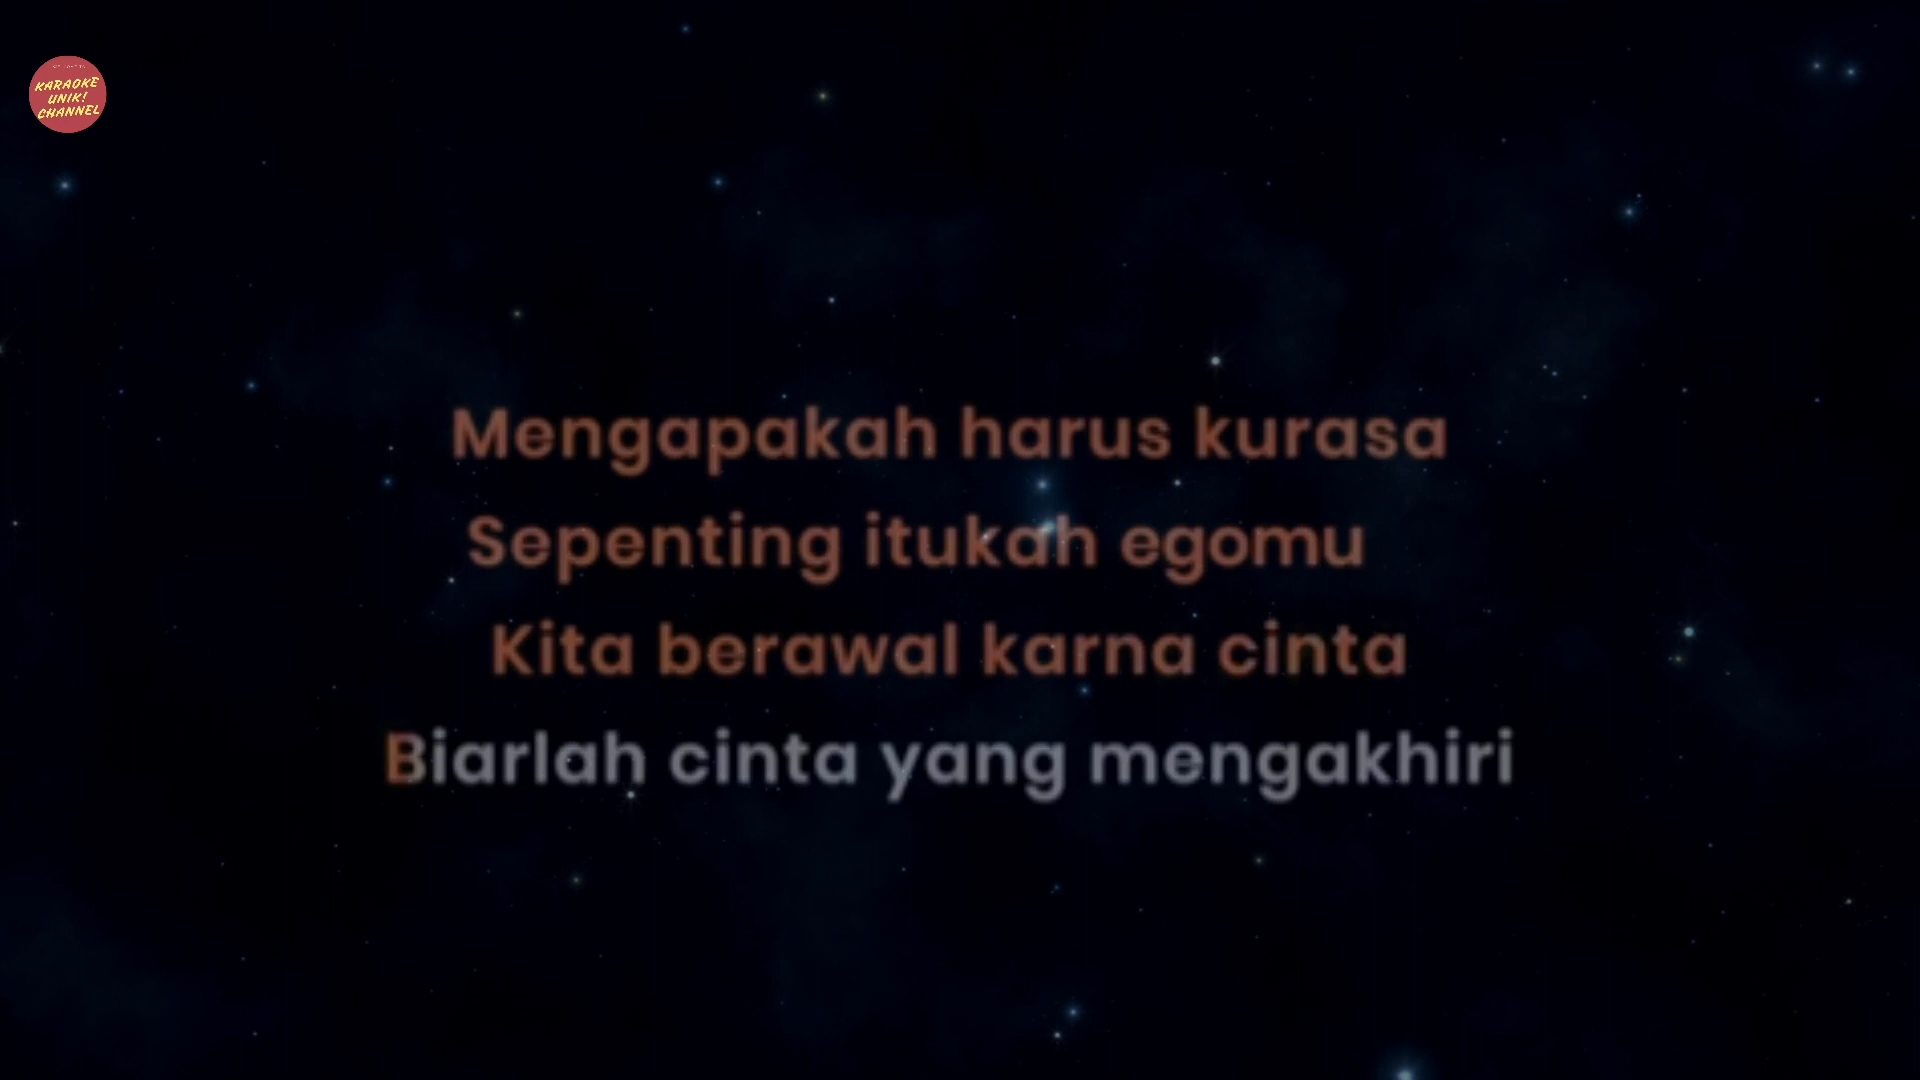 KARAOKE
UNIK!
CHANNEL
Mengapakah harus kurasa
Sepenting itukah egomu
Kita berawal karna cinta
Biarlah cinta yang mengakhiri